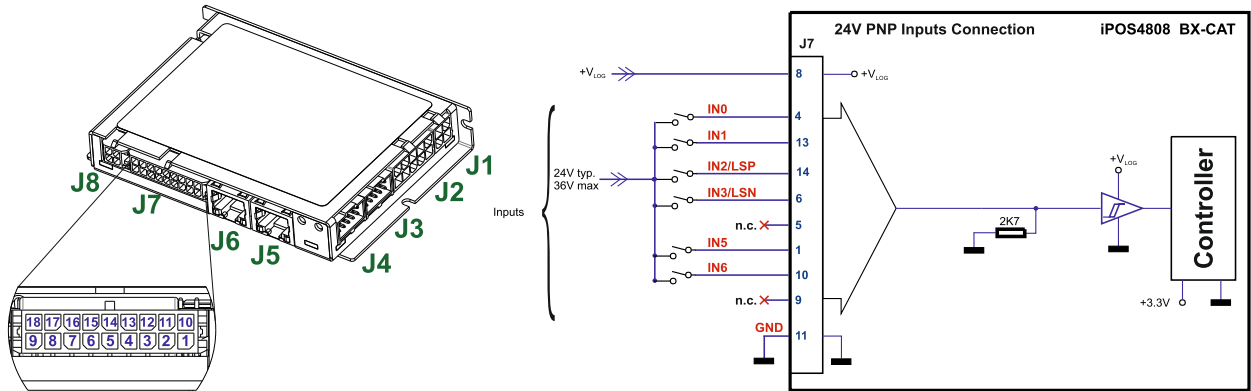 J1
J2
J3
J4
J5
J6
J7
J8
18 17 16 15 14 13 12 11 10
9 8 7 6 5 4 3 2 1
24V PNP Inputs Connection
iPOS4808 BX-CAT
J7
+VLOG
8
+VLOG
IN0
4
IN1
13
IN2/LSP
14
24V typ.
36V max
IN3/LSN
6
Inputs
n.c.
5
IN5
1
IN6
10
n.c.
9
GND
11
2K7
+VLOG
Controller
+3.3V